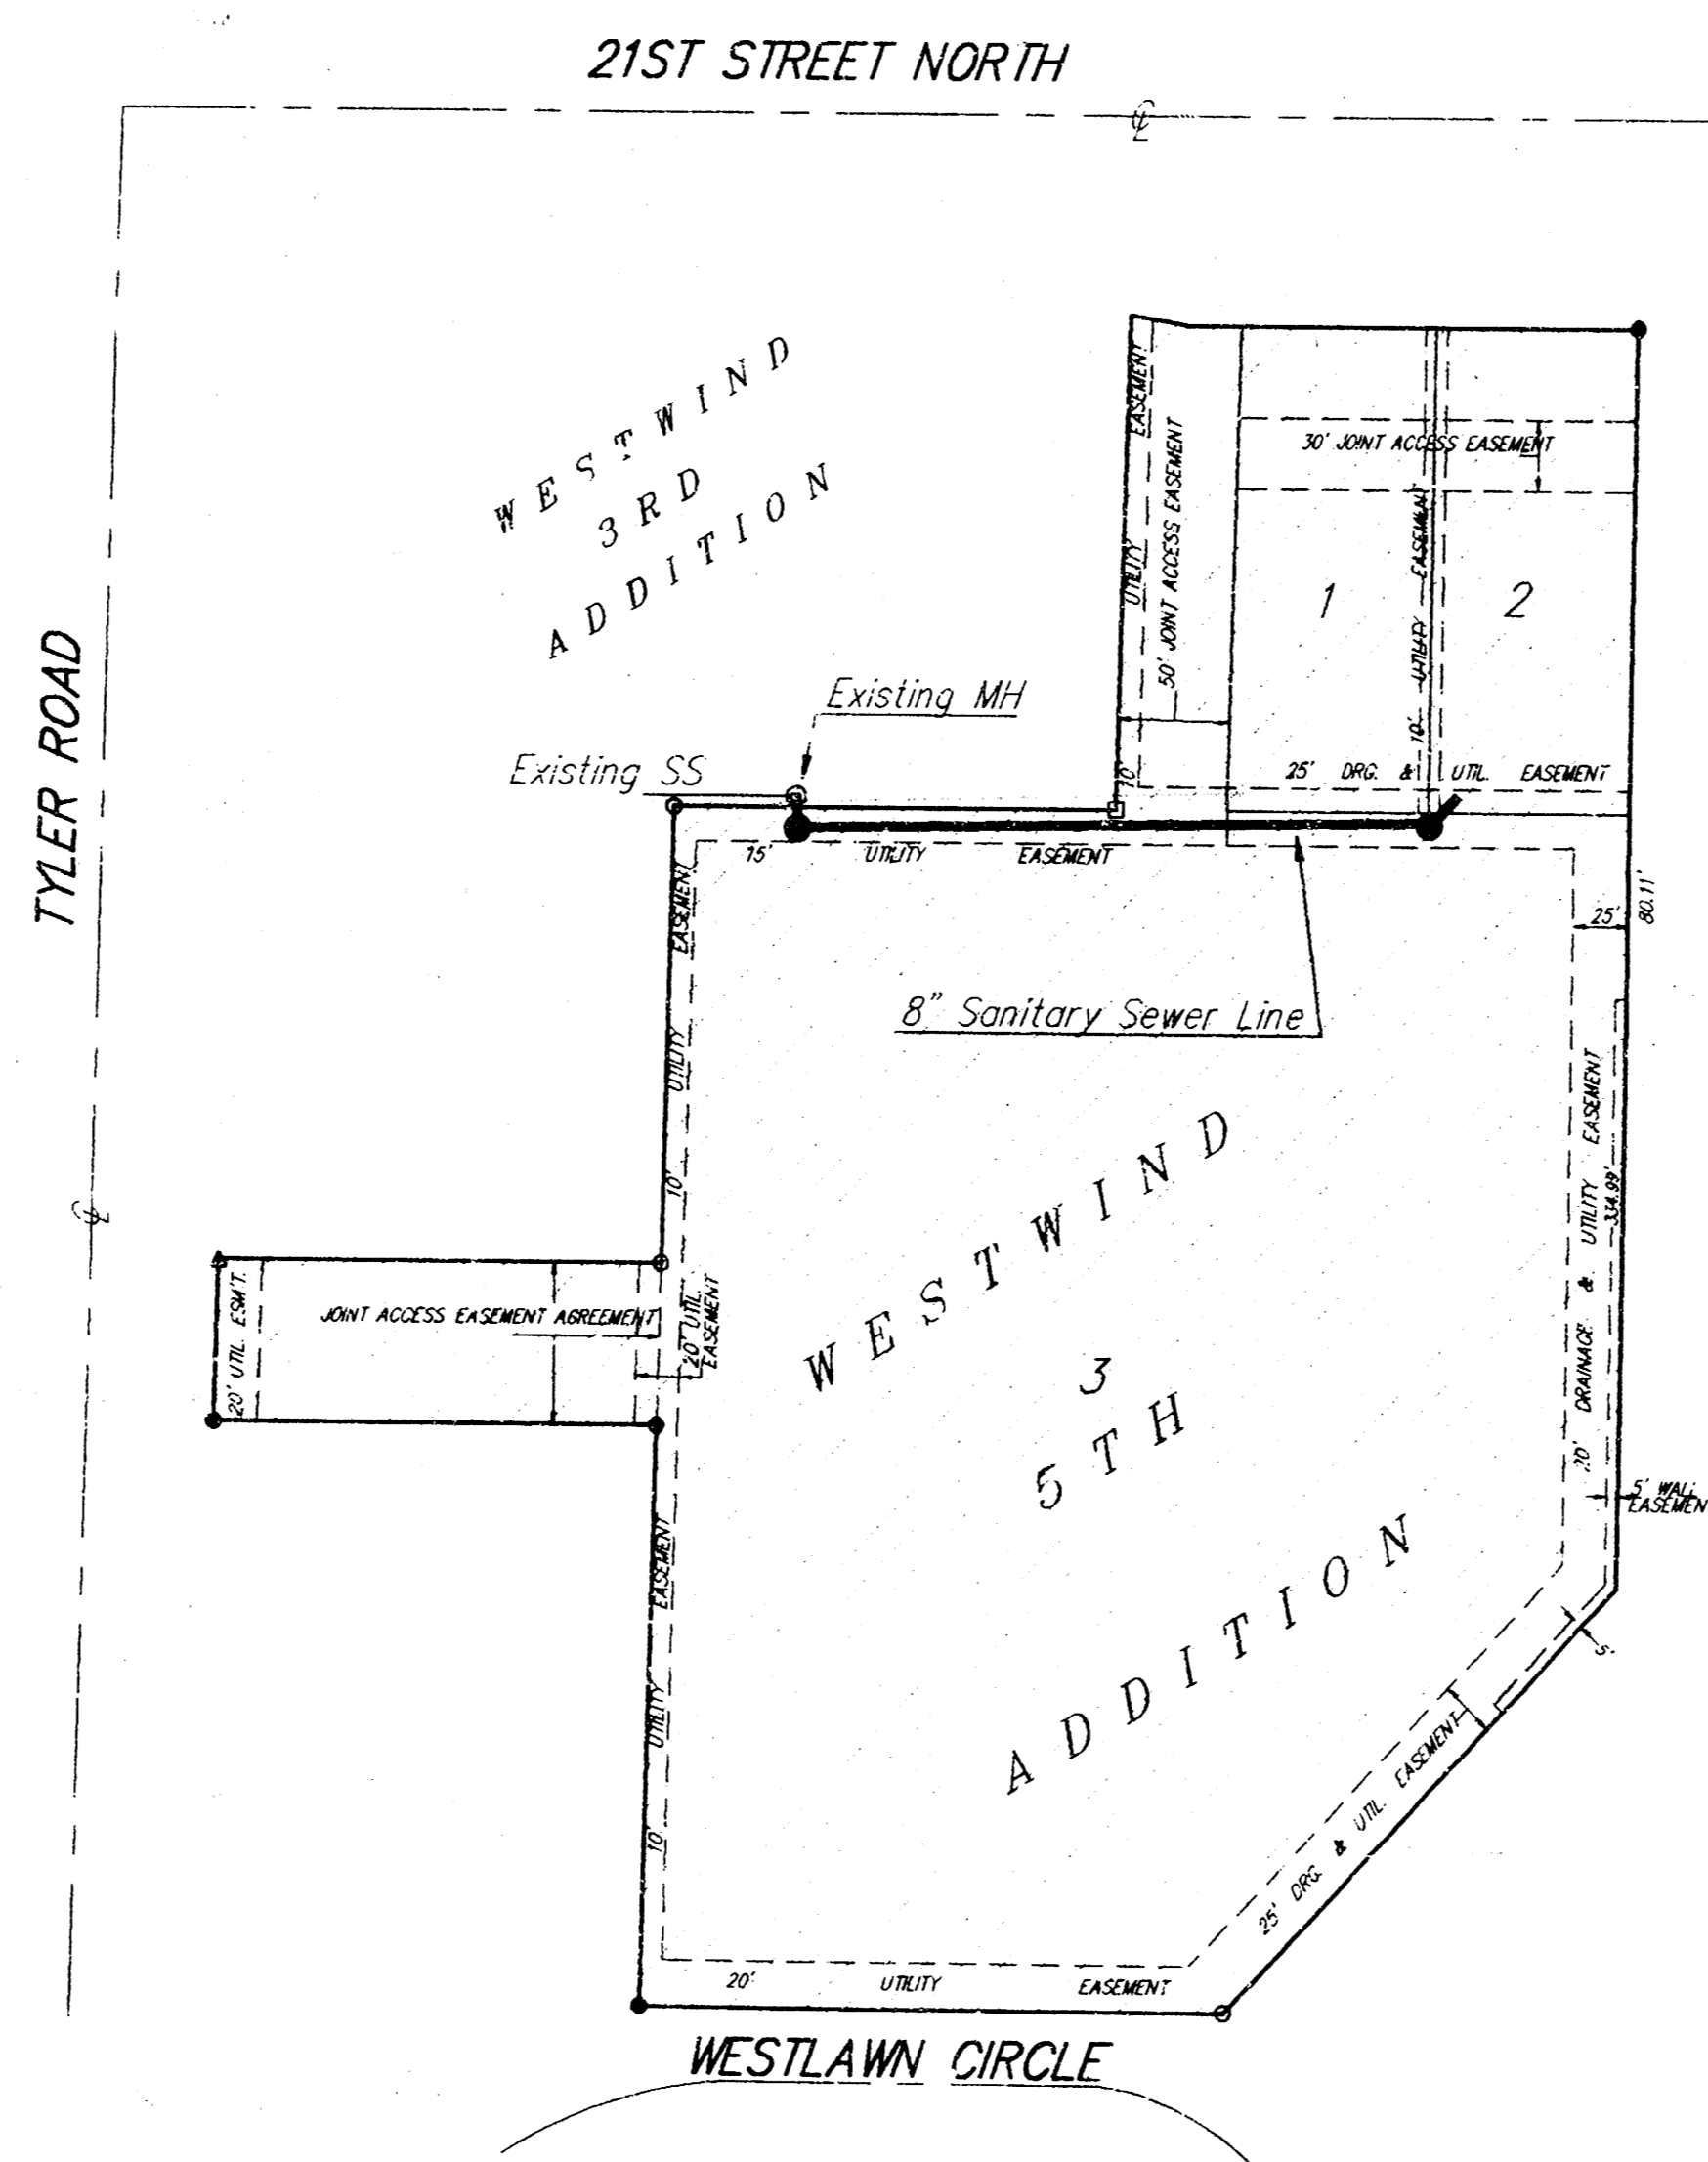 21ST STREET NORTH
℄
TYLER ROAD
WESTWIND
3RD
ADDITION
UTILITY EASEMENT
10'
50' JOINT ACCESS EASEMENT
30' JOINT ACCESS EASEMENT
10' UTILITY EASEMENT
1
2
25' DRG. & UTIL. EASEMENT
Existing MH
Existing SS
15' UTILITY EASEMENT
80.11'
25'
8" Sanitary Sewer Line
10' UTILITY EASEMENT
20' DRAINAGE & UTILITY EASEMENT
334.99'
℄
20' UTIL. ESM'T.
JOINT ACCESS EASEMENT AGREEMENT
20' UTIL.
EASEMENT
WESTWIND
3
5TH
ADDITION
5' WALL
EASEMEN
5'
10' UTILITY EASEMENT
25' DRG. & UTIL. EASEMENT
20' UTILITY EASEMENT
WESTLAWN CIRCLE